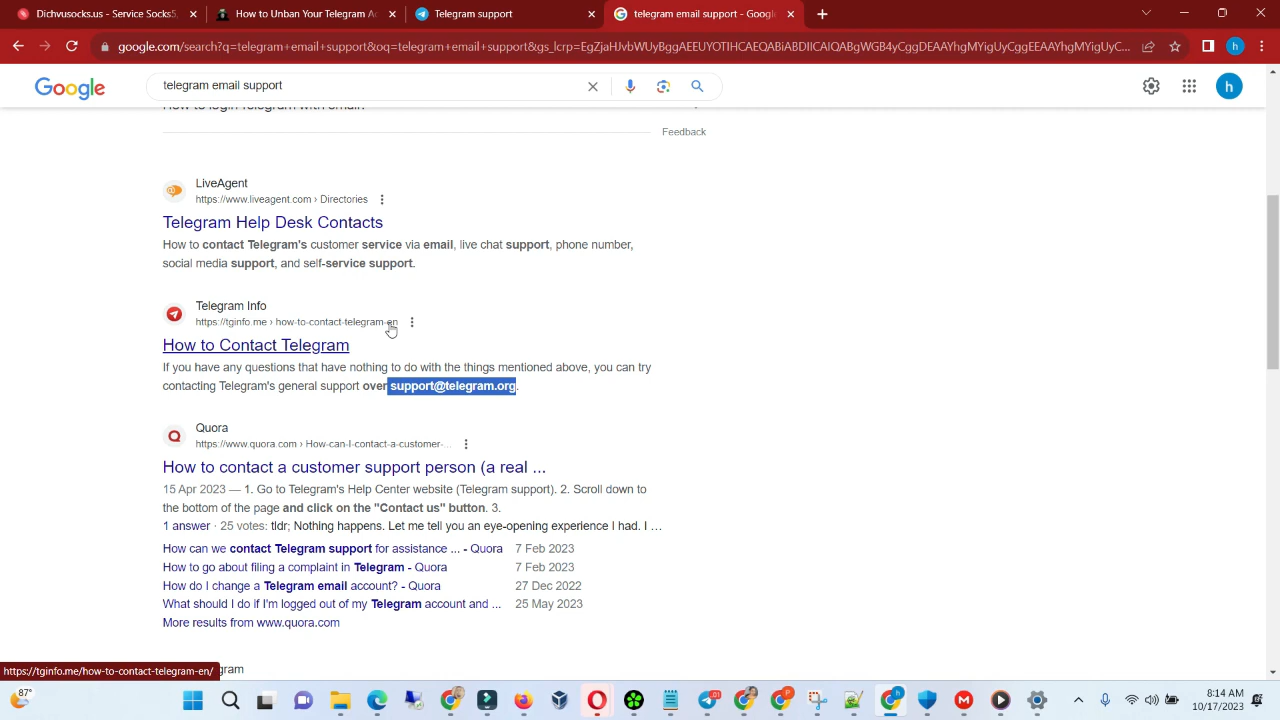 Dichvusocks.us - Service Socks5,
How to Unban Your Telegram Ac
Telegram support
telegram email support - Google
google.com/search?q=telegram+email+support&oq=telegram+email+support&gs_lcrp=EgZjaHJvbWUyBggAEEUYOTIHCAEQABiABDIICAIQABgWGB4yCggDEAAYhgMYigUyCggEEAAYhgMYigUyC...
h
Google
telegram email support
h
How to login Telegram with email?
Feedback
LiveAgent
https://www.liveagent.com › Directories
Telegram Help Desk Contacts
How to contact Telegram's customer service via email, live chat support, phone number,
social media support, and self-service support.
Telegram Info
https://tginfo.me › how-to-contact-telegram-en
How to Contact Telegram
If you have any questions that have nothing to do with the things mentioned above, you can try
contacting Telegram's general support over support@telegram.org.
Quora
https://www.quora.com › How-can-I-contact-a-customer-...
How to contact a customer support person (a real ...
15 Apr 2023 — 1. Go to Telegram's Help Center website (Telegram support). 2. Scroll down to
the bottom of the page and click on the "Contact us" button. 3.
1 answer · 25 votes: tldr; Nothing happens. Let me tell you an eye-opening experience I had. I ...
How can we contact Telegram support for assistance ... - Quora 7 Feb 2023
How to go about filing a complaint in Telegram - Quora 7 Feb 2023
How do I change a Telegram email account? - Quora 27 Dec 2022
What should I do if I'm logged out of my Telegram account and ... 25 May 2023
More results from www.quora.com
https://tginfo.me/how-to-contact-telegram-en/
gram
87°
8:14 AM
10/17/2023